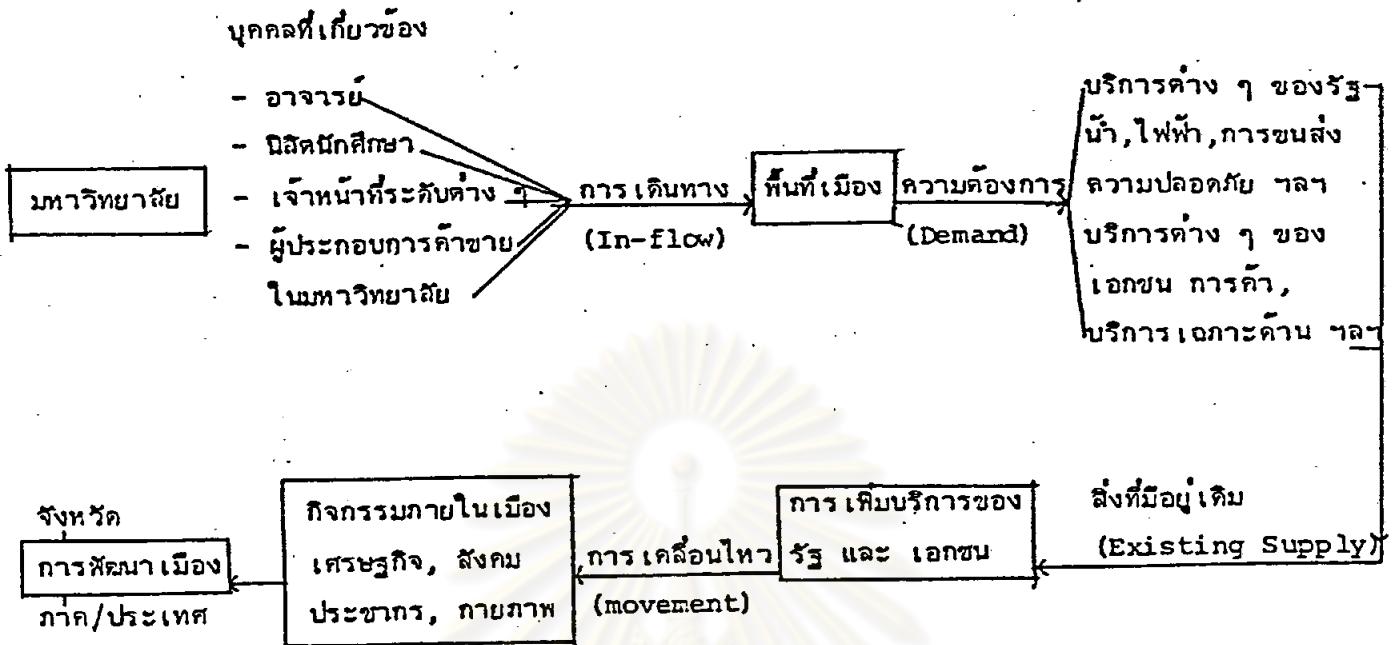 บุคคลที่เกี่ยวข้อง
- อาจารย์
- นิสิตนักศึกษา
- เจ้าหน้าที่ระดับต่าง ๆ
- ผู้ประกอบการค้าขาย
ในมหาวิทยาลัย
มหาวิทยาลัย
การเดินทาง
(In-flow)
พื้นที่เมือง
ความต้องการ
(Demand)
บริการต่าง ๆ ของรัฐ
น้ำ,ไฟฟ้า,การขนส่ง
ความปลอดภัย ฯลฯ
บริการต่าง ๆ ของ
เอกชน การค้า,
บริการเฉภาะด้าน ฯลฯ
สิ่งที่มีอยู่เดิม
(Existing Supply)
การเพิ่มบริการของ
รัฐ และ เอกชน
การเคลื่อนไหว
(movement)
กิจกรรมภายในเมือง
เศรษฐกิจ, สังคม
ประชากร, กายภาพ
จังหวัด
การพัฒนาเมือง
ภาค/ประเทศ